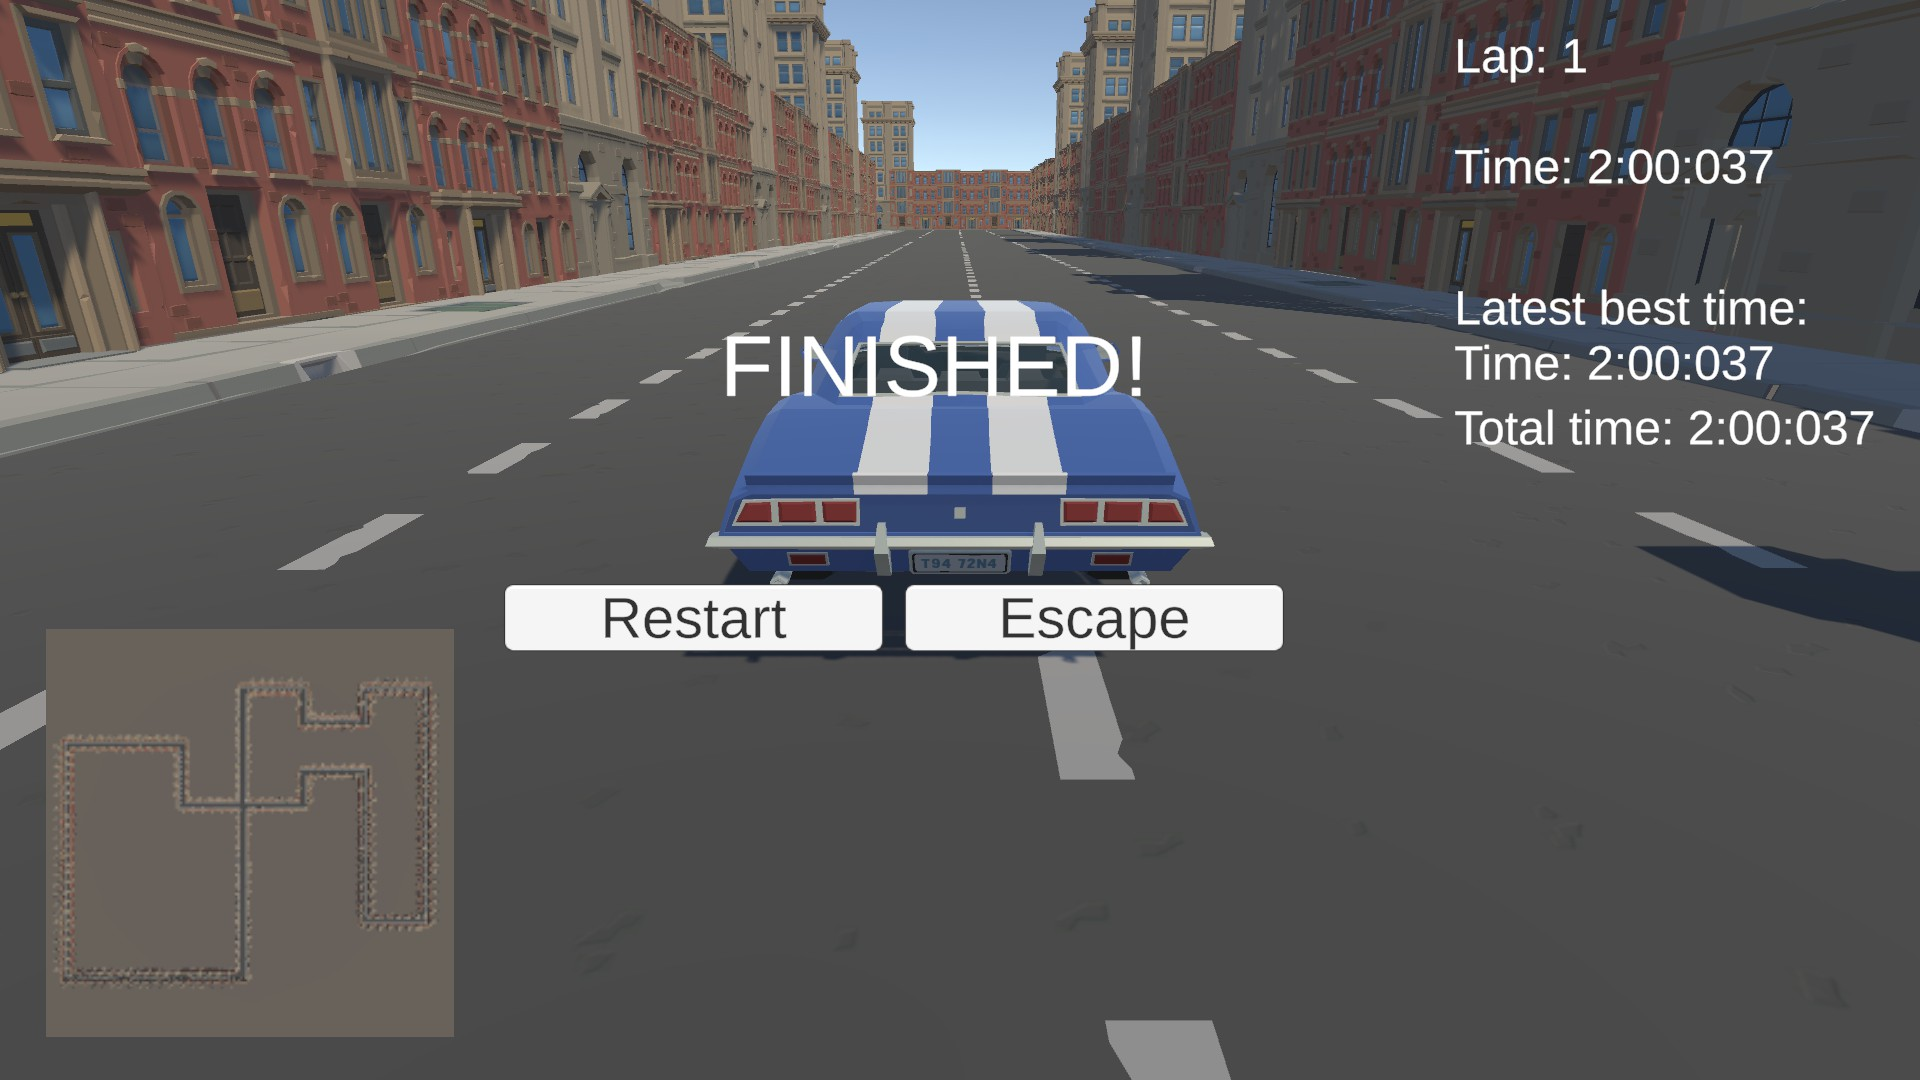 Lap: 1
Time: 2:00:037
Latest best time:
Time: 2:00:037
Total time: 2:00:037
FINISHED!
T94 72N4
Restart
Escape